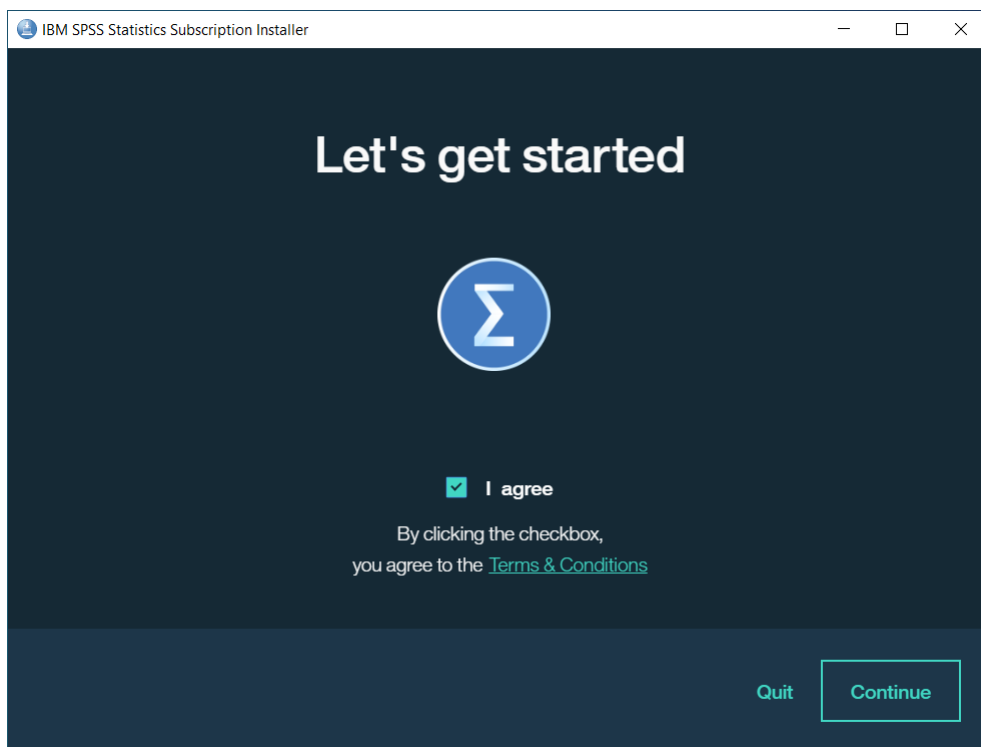 IBM SPSS Statistics Subscription Installer
Let's get started
Σ
I agree
By clicking the checkbox,
you agree to the Terms & Conditions
Quit
Continue